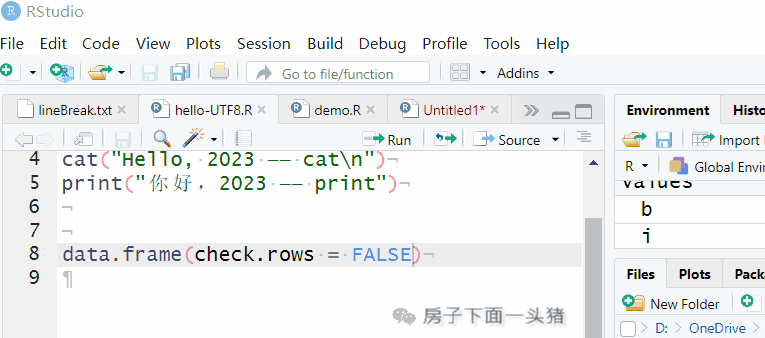 RStudio
File Edit Code View Plots Session Build Debug Profile Tools Help
Go to file/function Addins
lineBreak.txt hello-UTF8.R demo.R Untitled1*
Run Source
4 cat("Hello, 2023 —— cat\n")¬
5 print("你好，2023 —— print")¬
6 ¬
7 ¬
8 data.frame(check.rows = FALSE)¬
9 ¶
Environment Histo
Import
R Global Envi
values
b
i
Files Plots Pack
New Folder
D: OneDrive
房子下面一头猪